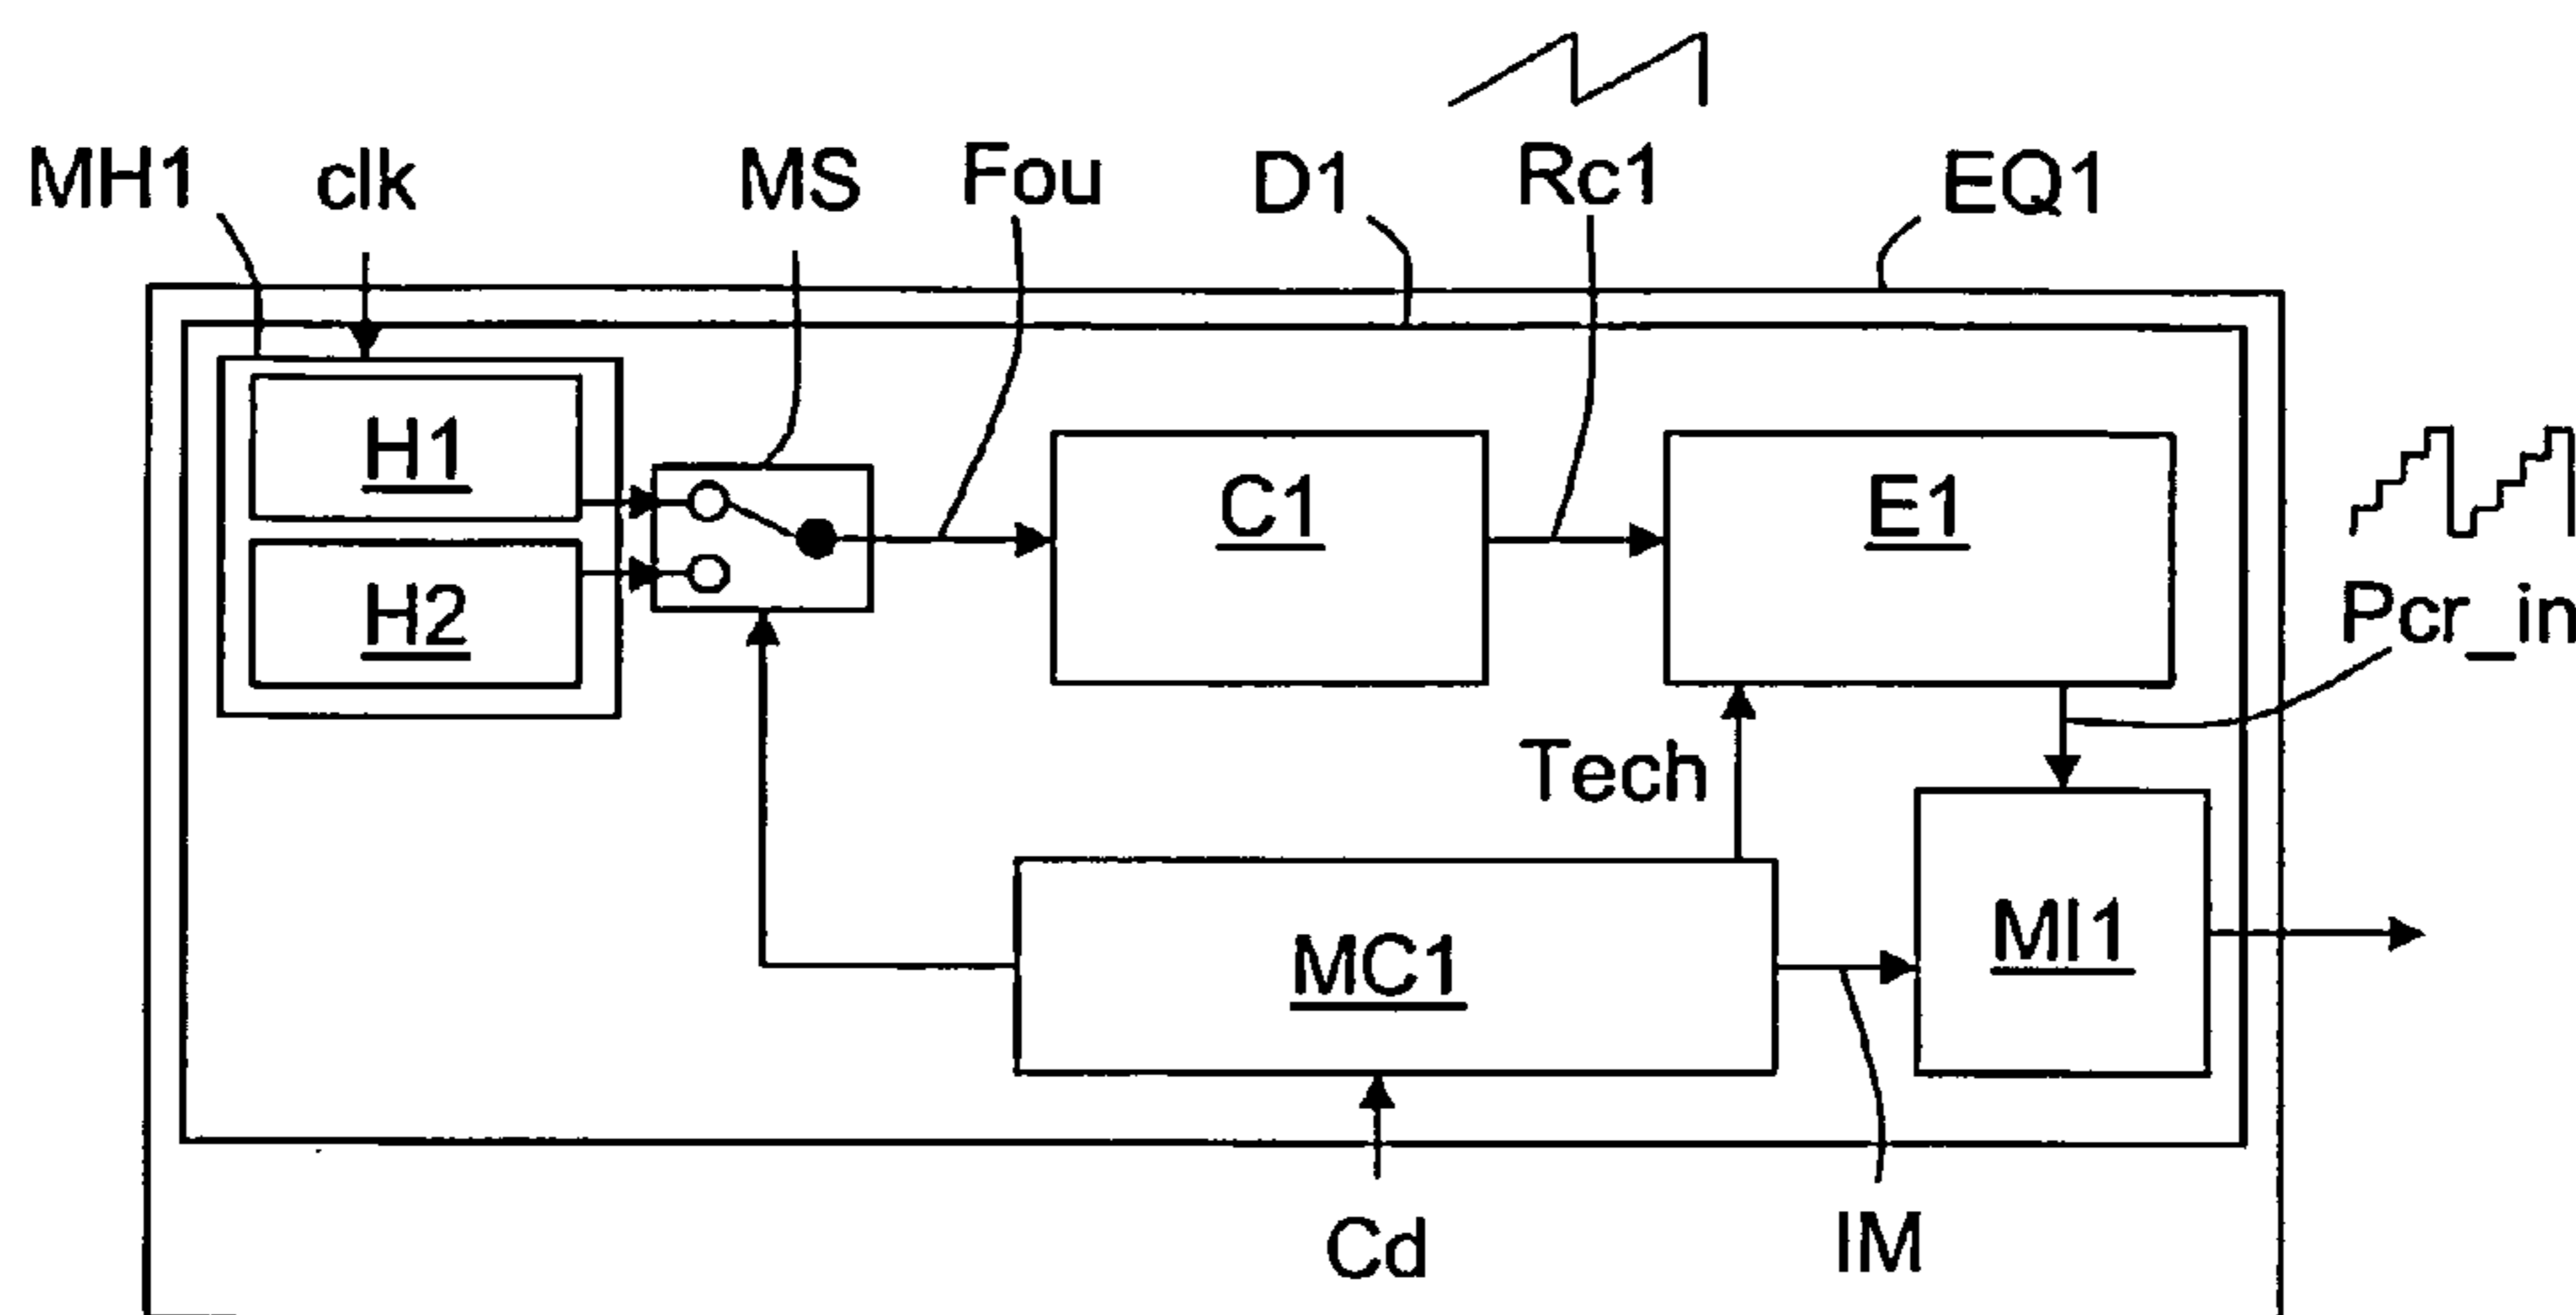 MH1 clk MS Fou D1 Rc1 EQ1
H1
C1 E1
H2 Pcr_in
Tech
MC1 MI1
Cd IM